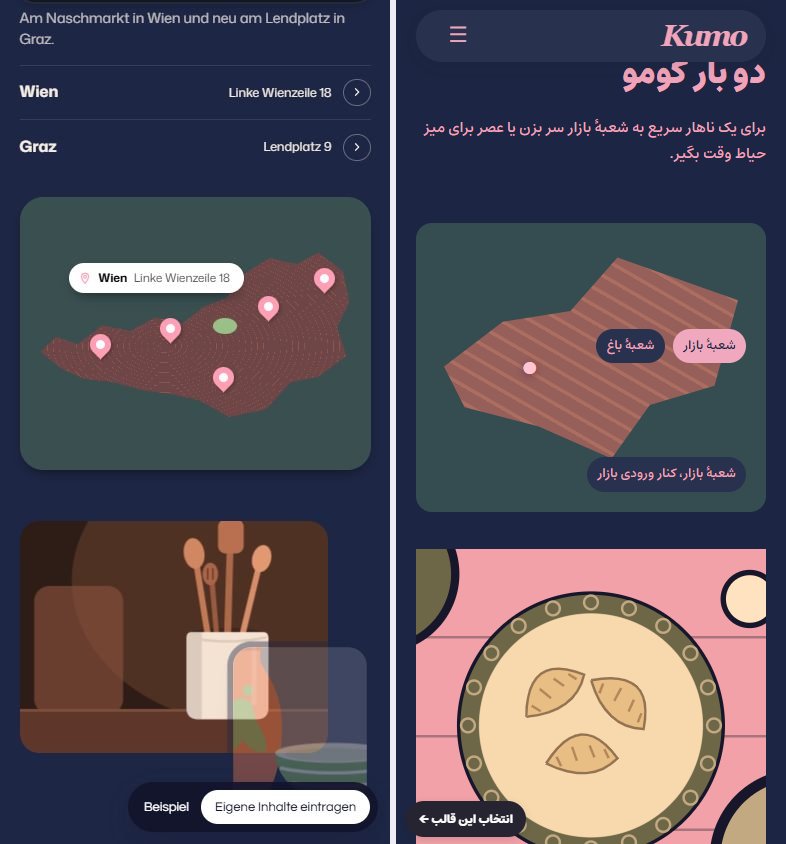 Am Naschmarkt in Wien und neu am Lendplatz in
Graz.
Wien
Linke Wienzeile 18
Graz
Lendplatz 9
Wien Linke Wienzeile 18
Beispiel
Eigene Inhalte eintragen
☰
Kumo
دو بار کومو
برای یک ناهار سریع به شعبهٔ بازار سر بزن یا عصر برای میز
حیاط وقت بگیر.
شعبهٔ بازار
شعبهٔ باغ
شعبهٔ بازار، کنار ورودی بازار
انتخاب این قالب ←